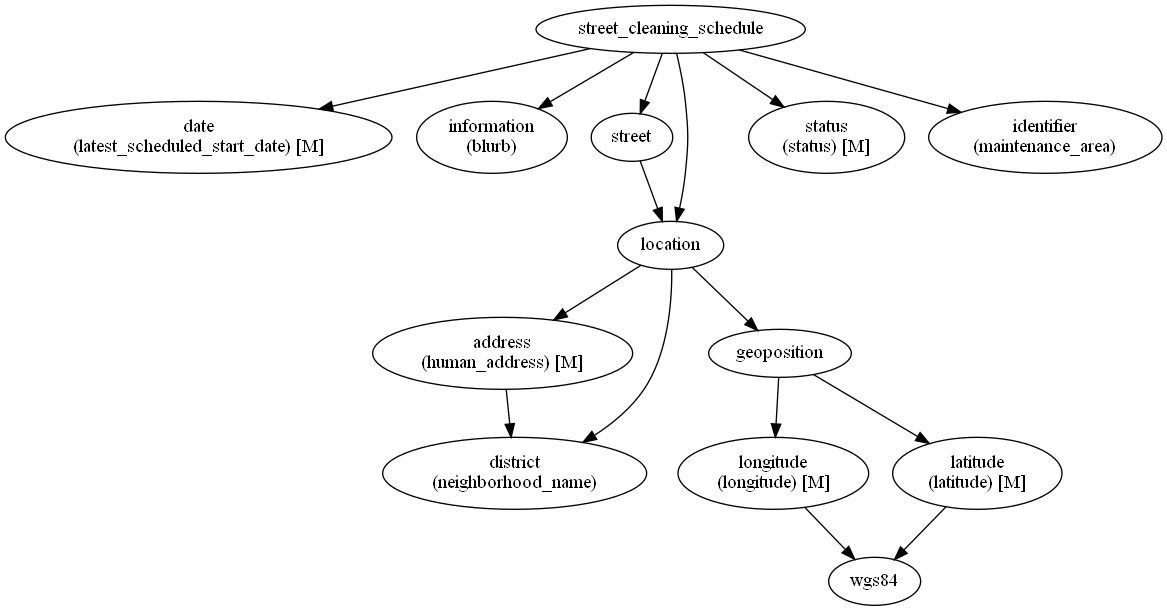 street_cleaning_schedule
date
(latest_scheduled_start_date) [M]
information
(blurb)
street
status
(status) [M]
identifier
(maintenance_area)
location
address
(human_address) [M]
geoposition
district
(neighborhood_name)
longitude
(longitude) [M]
latitude
(latitude) [M]
wgs84